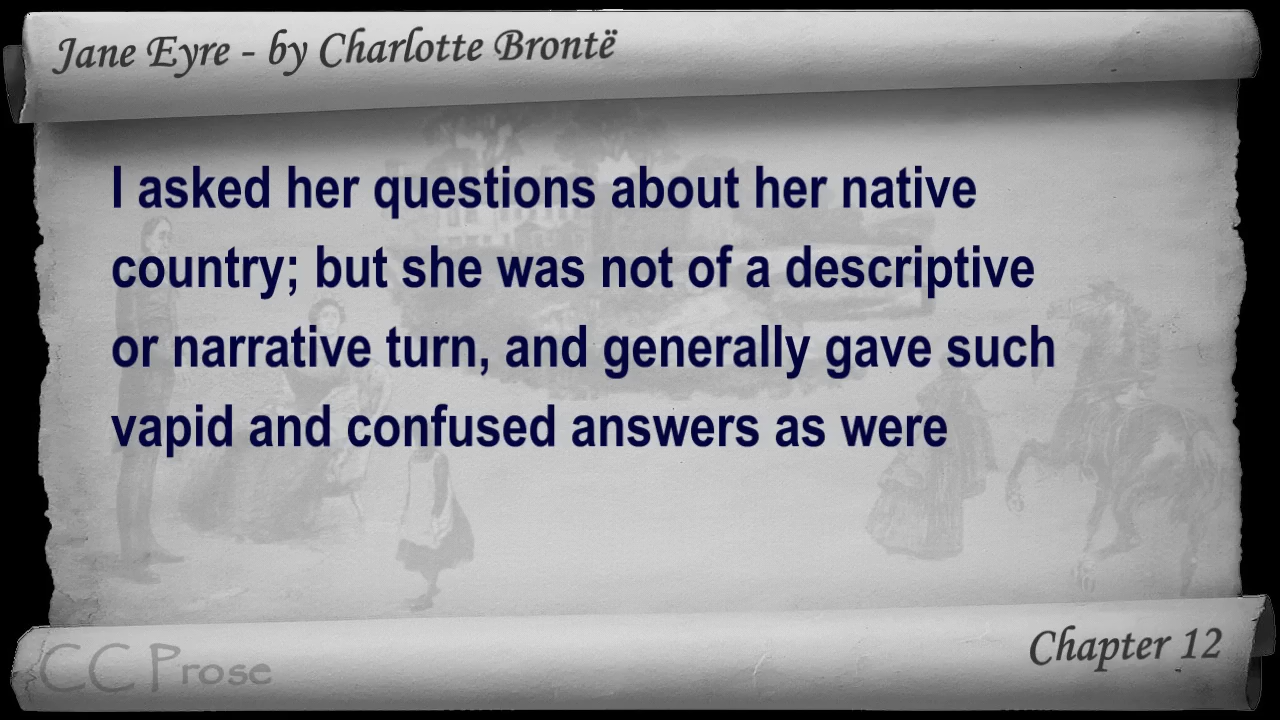 Jane Eyre - by Charlotte Brontë
I asked her questions about her native
country; but she was not of a descriptive
or narrative turn, and generally gave such
vapid and confused answers as were
CC Prose
Chapter 12